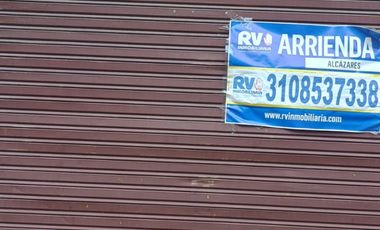 RV INMOBILIARIA ARRIENDA
ALCAZARES
RV INMOBILIARIA 3108537338
www.rvinmobiliaria.com